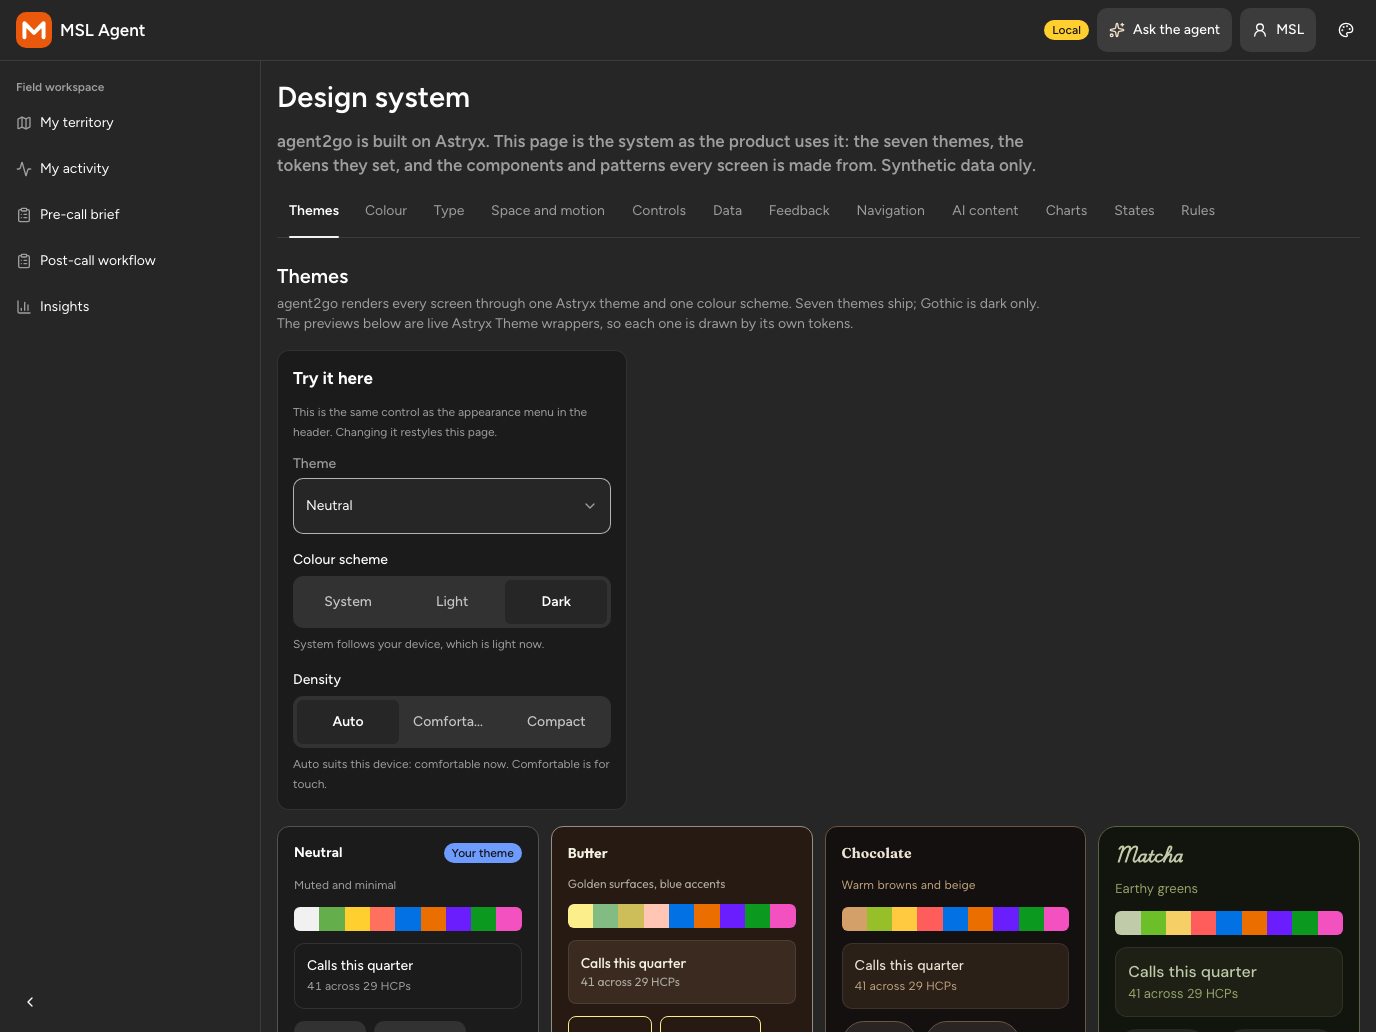 MSL Agent
Local
Ask the agent
MSL
Field workspace
My territory
My activity
Pre-call brief
Post-call workflow
Insights
Design system
agent2go is built on Astryx. This page is the system as the product uses it: the seven themes, the
tokens they set, and the components and patterns every screen is made from. Synthetic data only.
Themes
Colour
Type
Space and motion
Controls
Data
Feedback
Navigation
AI content
Charts
States
Rules
Themes
agent2go renders every screen through one Astryx theme and one colour scheme. Seven themes ship; Gothic is dark only.
The previews below are live Astryx Theme wrappers, so each one is drawn by its own tokens.
Try it here
This is the same control as the appearance menu in the
header. Changing it restyles this page.
Theme
Neutral
Colour scheme
System
Light
Dark
System follows your device, which is light now.
Density
Auto
Comforta...
Compact
Auto suits this device: comfortable now. Comfortable is for
touch.
Neutral
Your theme
Muted and minimal
Calls this quarter
41 across 29 HCPs
Butter
Golden surfaces, blue accents
Calls this quarter
41 across 29 HCPs
Chocolate
Warm browns and beige
Calls this quarter
41 across 29 HCPs
Matcha
Earthy greens
Calls this quarter
41 across 29 HCPs